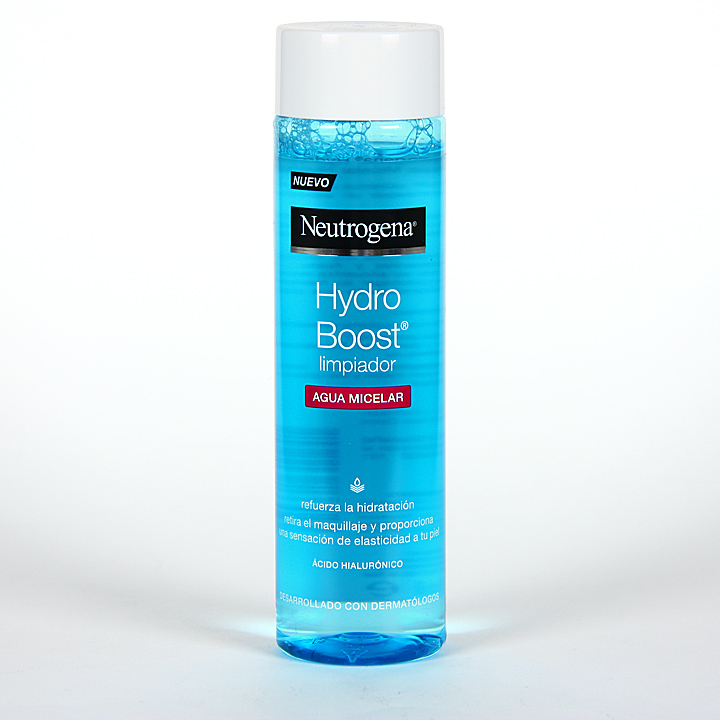 NUEVO
Neutrogena®
Hydro
Boost®
limpiador
AGUA MICELAR
refuerza la hidratación
retira el maquillaje y proporciona
una sensación de elasticidad a tu piel
ÁCIDO HIALURÓNICO
DESARROLLADO CON DERMATÓLOGOS